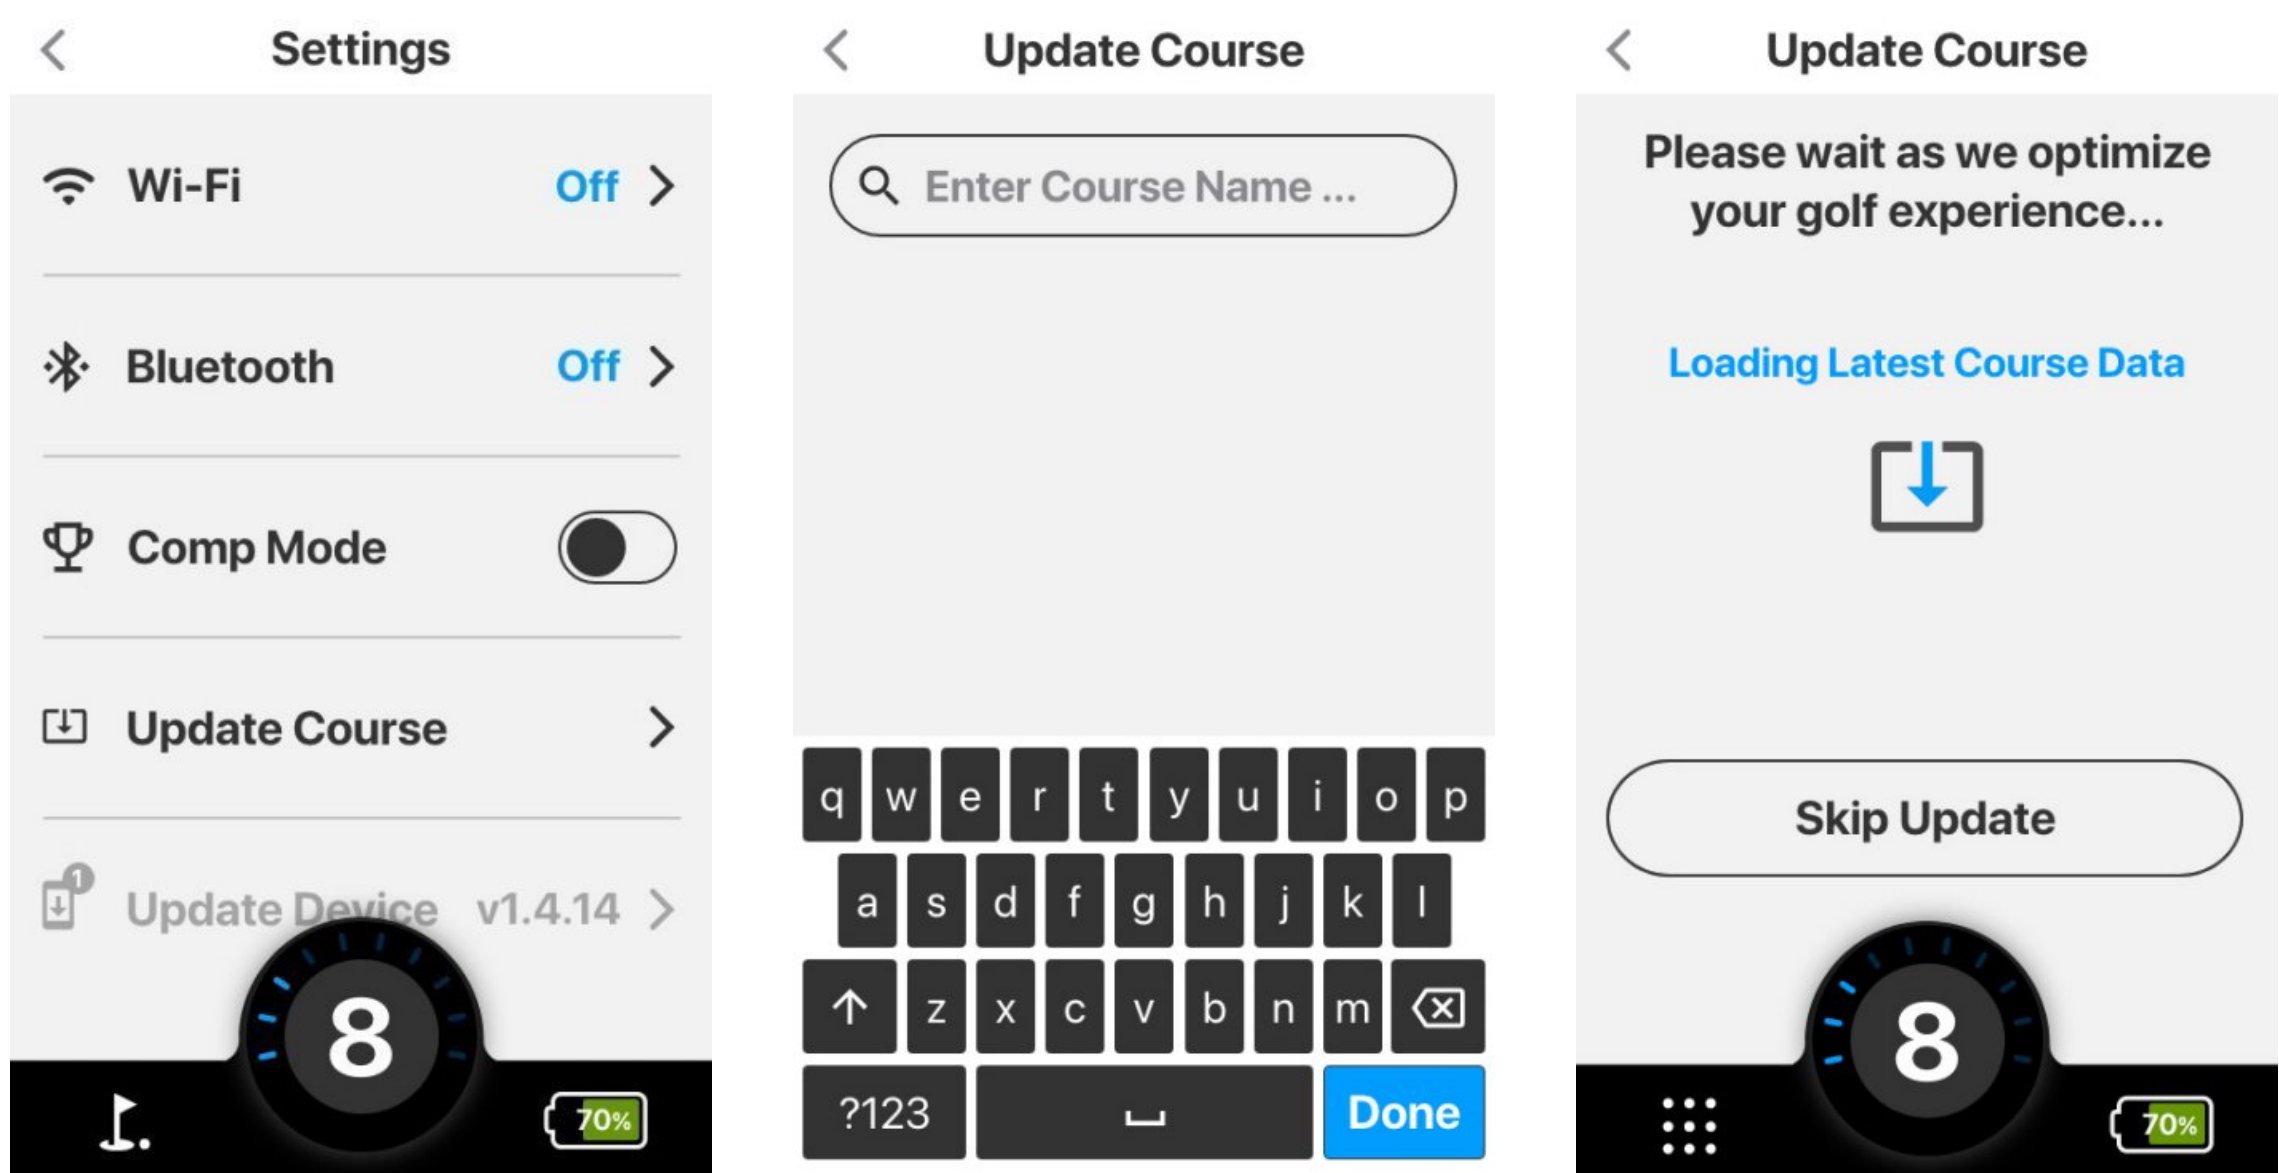 Settings
Wi-Fi Off
Bluetooth Off
Comp Mode
Update Course
1
Update Device v1.4.14
8
70%
Update Course
Enter Course Name ...
q w e r t y u i o p
a s d f g h j k l
z x c v b n m
?123 Done
Update Course
Please wait as we optimize
your golf experience...
Loading Latest Course Data
Skip Update
8
70%